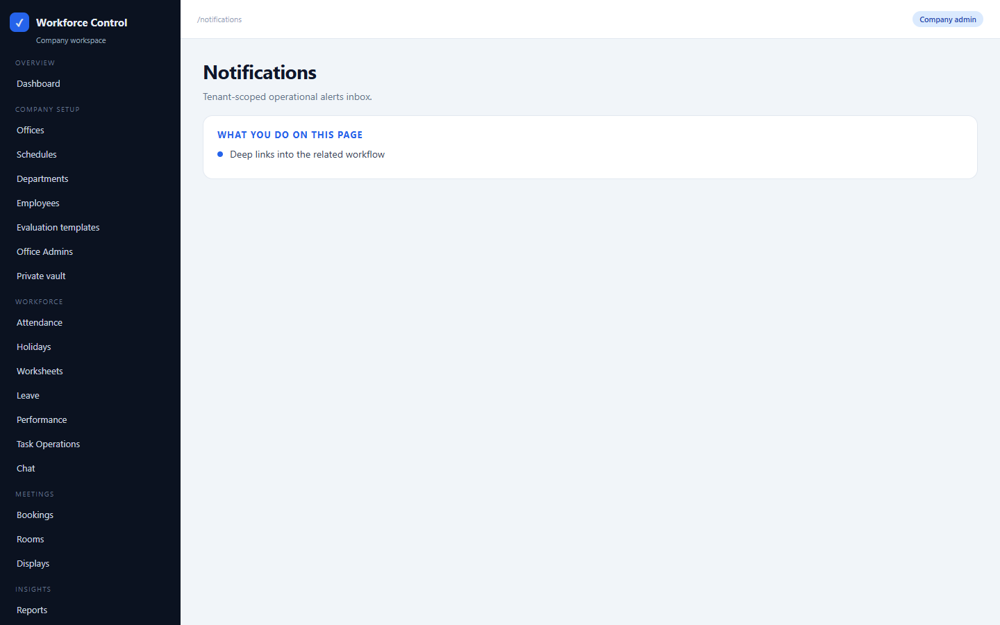 Workforce Control
Company workspace
OVERVIEW
Dashboard
COMPANY SETUP
Offices
Schedules
Departments
Employees
Evaluation templates
Office Admins
Private vault
WORKFORCE
Attendance
Holidays
Worksheets
Leave
Performance
Task Operations
Chat
MEETINGS
Bookings
Rooms
Displays
INSIGHTS
Reports
/notifications
Company admin
Notifications
Tenant-scoped operational alerts inbox.
WHAT YOU DO ON THIS PAGE
Deep links into the related workflow